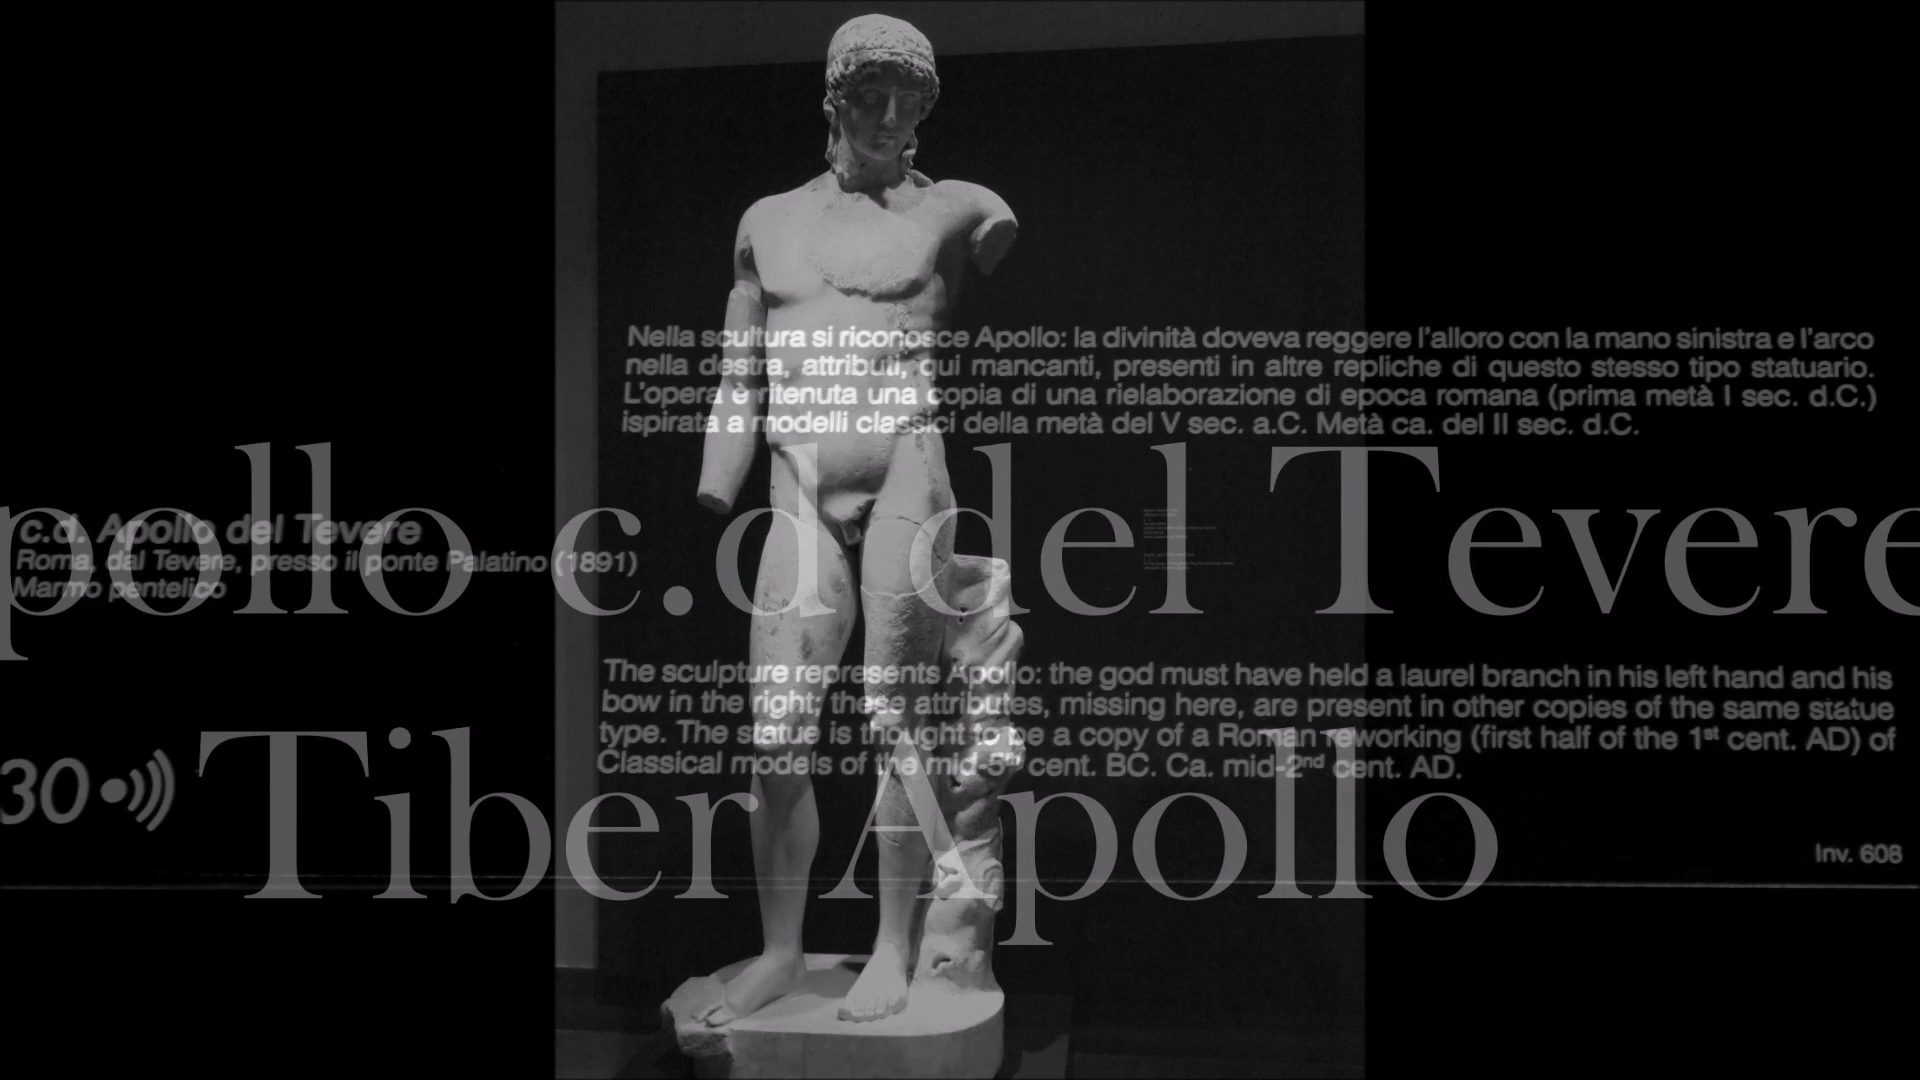 Nella scultura si riconosce Apollo: la divinità doveva reggere l'alloro con la mano sinistra e l'arco
nella destra, attributi, qui mancanti, presenti in altre repliche di questo stesso tipo statuario.
L'opera è ritenuta una copia di una rielaborazione di epoca romana (prima metà I sec. d.C.)
ispirata a modelli classici della metà del V sec. a.C. Metà ca. del II sec. d.C.
pollo c.d del Tevere
c.d. Apollo del Tevere
Roma, dal Tevere, presso il ponte Palatino (1891)
Marmo pentelico
The sculpture represents Apollo: the god must have held a laurel branch in his left hand and his
bow in the right; these attributes, missing here, are present in other copies of the same statue
type. The statue is thought to be a copy of a Roman reworking (first half of the 1st cent. AD) of
Classical models of the mid-5th cent. BC. Ca. mid-2nd cent. AD.
30
Tiber Apollo
Inv. 608